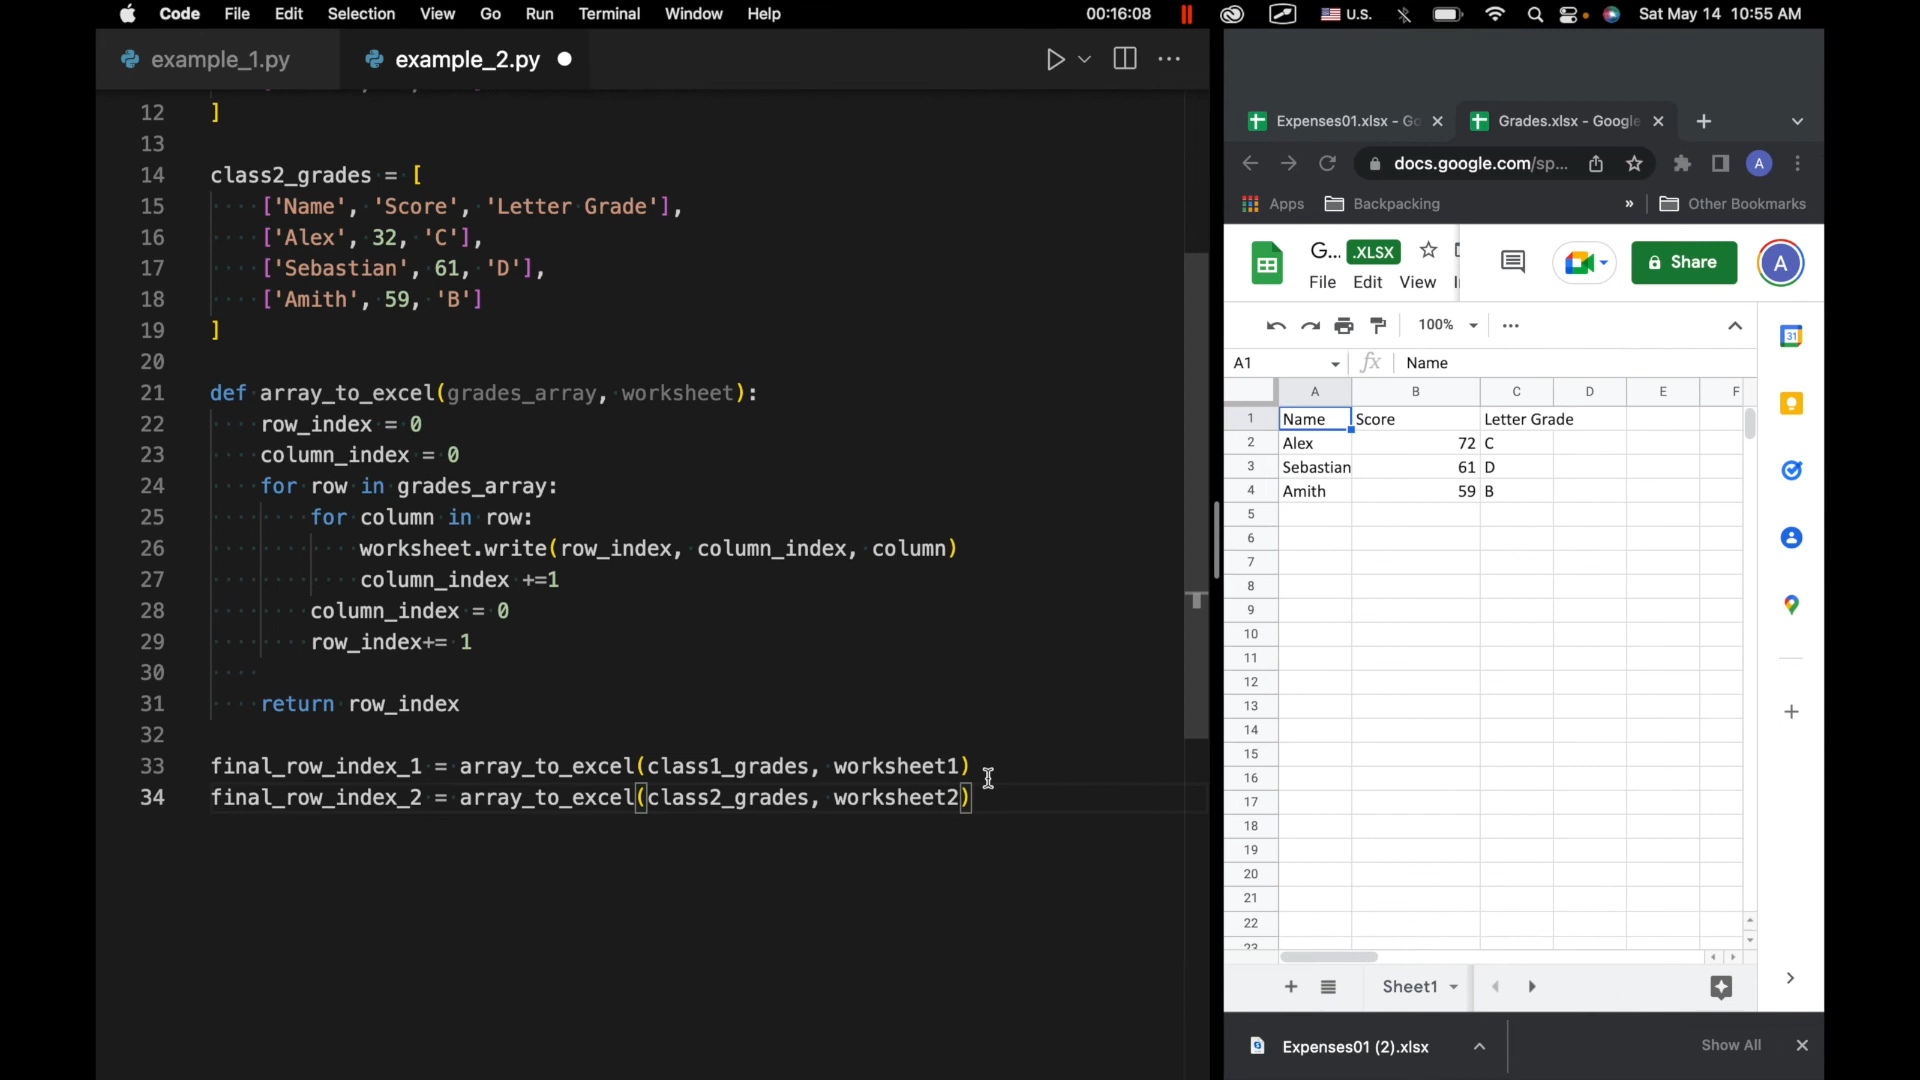 Code File Edit Selection View Go Run Terminal Window Help 00:16:08 U.S. Sat May 14 10:55 AM
example_1.py example_2.py
12 ]
13
14 class2_grades = [
15 ['Name', 'Score', 'Letter Grade'],
16 ['Alex', 32, 'C'],
17 ['Sebastian', 61, 'D'],
18 ['Amith', 59, 'B']
19 ]
20
21 def array_to_excel(grades_array, worksheet):
22 row_index = 0
23 column_index = 0
24 for row in grades_array:
25 for column in row:
26 worksheet.write(row_index, column_index, column)
27 column_index +=1
28 column_index = 0
29 row_index+= 1
30
31 return row_index
32
33 final_row_index_1 = array_to_excel(class1_grades, worksheet1)
34 final_row_index_2 = array_to_excel(class2_grades, worksheet2)
Expenses01.xlsx - Go Grades.xlsx - Google
docs.google.com/sp... A
Apps Backpacking » Other Bookmarks
G... .XLSX Share A
File Edit View
100%
31
A1 fx Name
A B C D E F
1 Name Score Letter Grade
2 Alex 72 C
3 Sebastian 61 D
4 Amith 59 B
5
6
7
8
9
10
11
12
13
14
15
16
17
18
19
20
21
22
23
Sheet1
Expenses01 (2).xlsx Show All